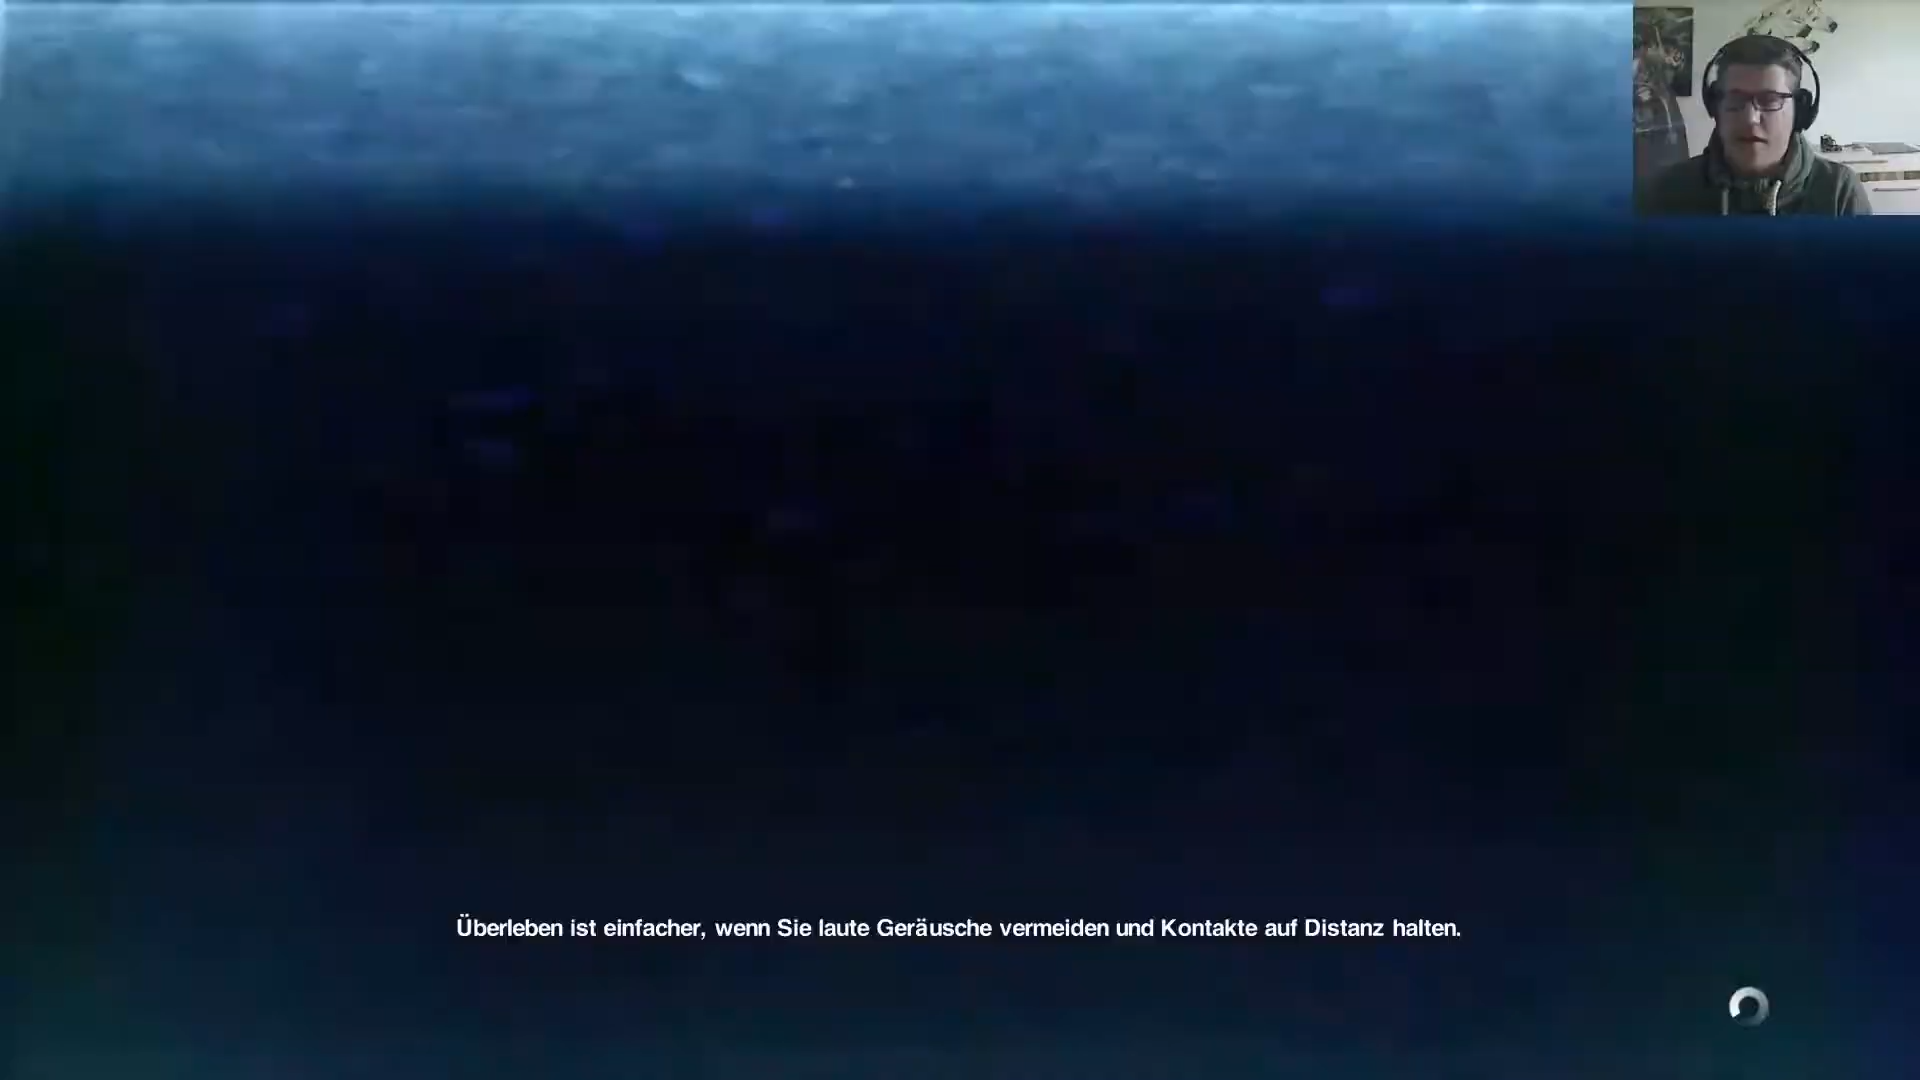 Überleben ist einfacher, wenn Sie laute Geräusche vermeiden und Kontakte auf Distanz halten.